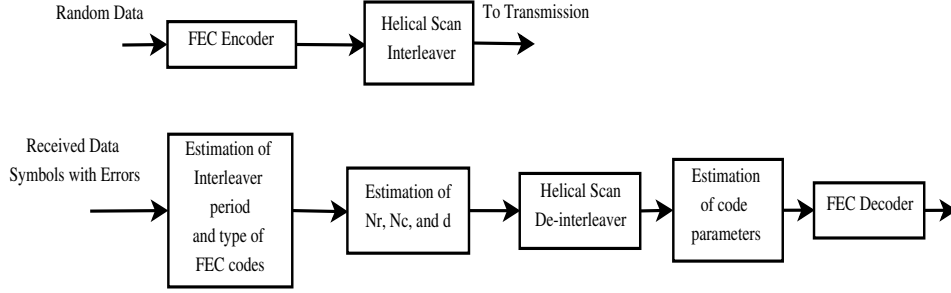 Random Data
FEC Encoder
Helical Scan
Interleaver
To Transmission
Received Data
Symbols with Errors
Estimation of
Interleaver
period
and type of
FEC codes
Estimation of
Nr, Nc, and d
Helical Scan
De-interleaver
Estimation
of code
parameters
FEC Decoder